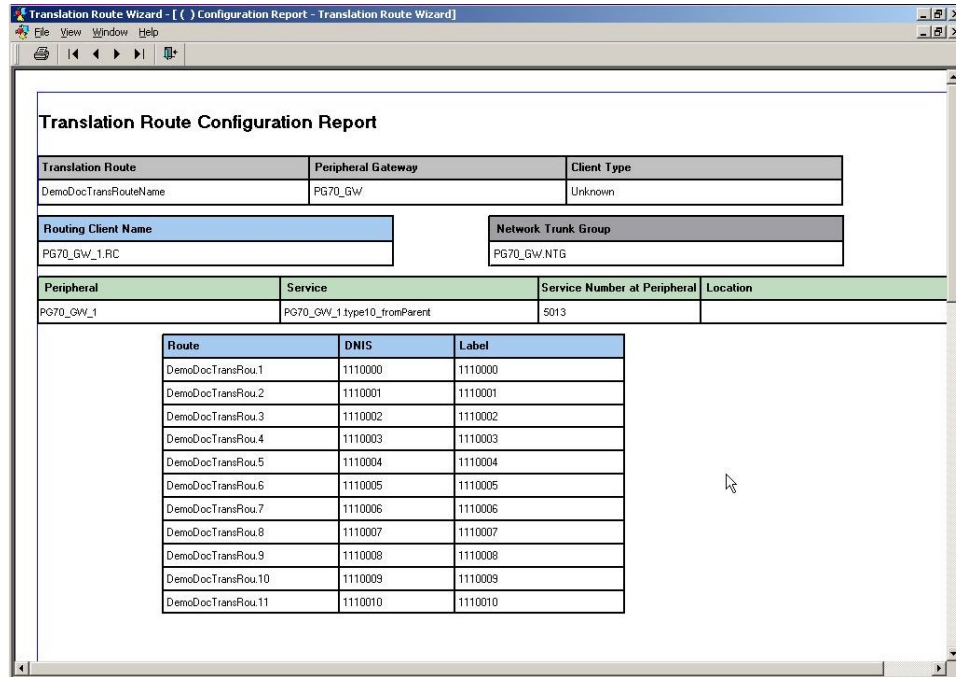 Translation Route Wizard - [ ( ) Configuration Report - Translation Route Wizard]
File View Window Help
Translation Route Configuration Report
Translation Route Peripheral Gateway Client Type
DemoDocTransRouteName PG70_GW Unknown
Routing Client Name Network Trunk Group
PG70_GW_1.RC PG70_GW.NTG
Peripheral Service Service Number at Peripheral Location
PG70_GW_1 PG70_GW_1.type10_fromParent 5013
Route DNIS Label
DemoDocTransRou.1 1110000 1110000
DemoDocTransRou.2 1110001 1110001
DemoDocTransRou.3 1110002 1110002
DemoDocTransRou.4 1110003 1110003
DemoDocTransRou.5 1110004 1110004
DemoDocTransRou.6 1110005 1110005
DemoDocTransRou.7 1110006 1110006
DemoDocTransRou.8 1110007 1110007
DemoDocTransRou.9 1110008 1110008
DemoDocTransRou.10 1110009 1110009
DemoDocTransRou.11 1110010 1110010